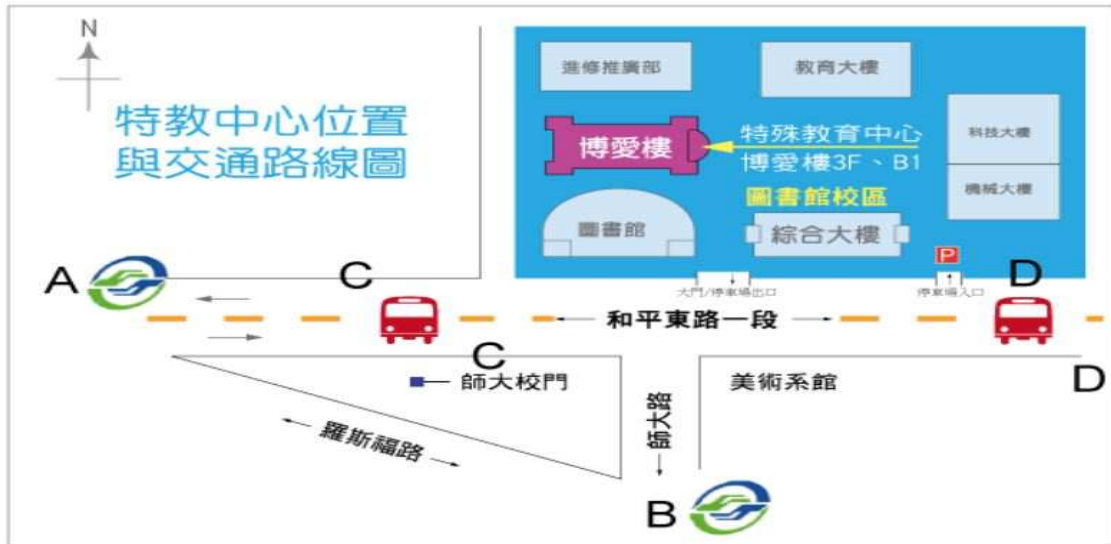 N
特教中心位置
與交通路線圖
進修推廣部
教育大樓
博愛樓
特殊教育中心
博愛樓3F、B1
科技大樓
機械大樓
圖書館校區
圖書館
綜合大樓
P
A
C
大門/停車場出口
停車場入口
D
和平東路一段
C
師大校門
美術系館
D
師大路
羅斯福路
B